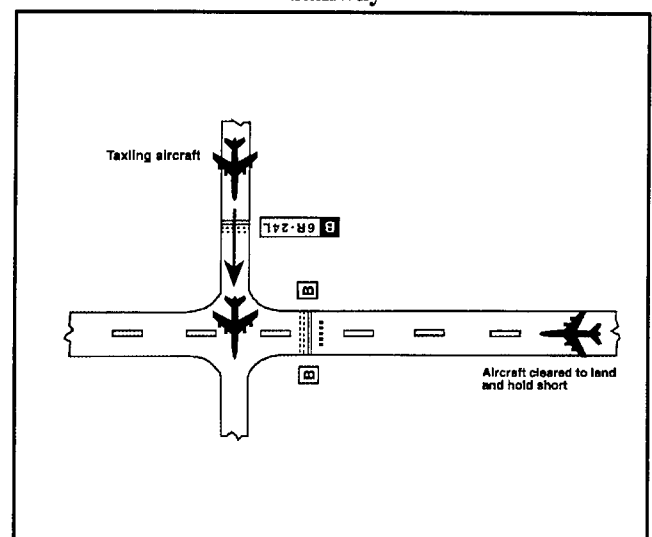 Taxiing aircraft
B 6R-24L
B
B
Aircraft cleared to land
and hold short